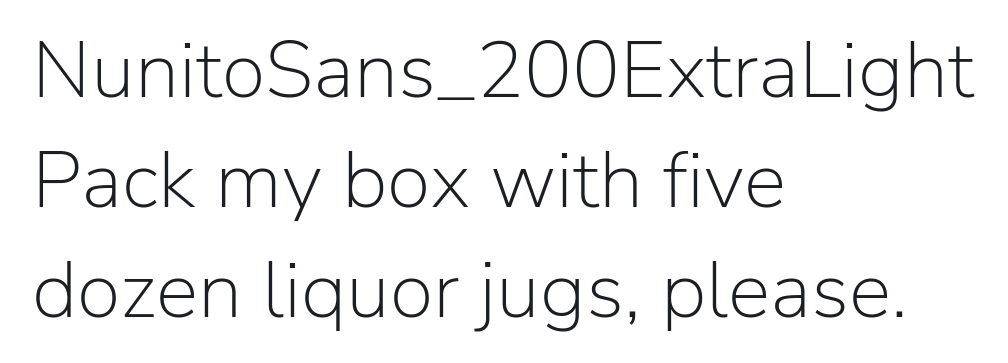 NunitoSans_200ExtraLight
Pack my box with five
dozen liquor jugs, please.